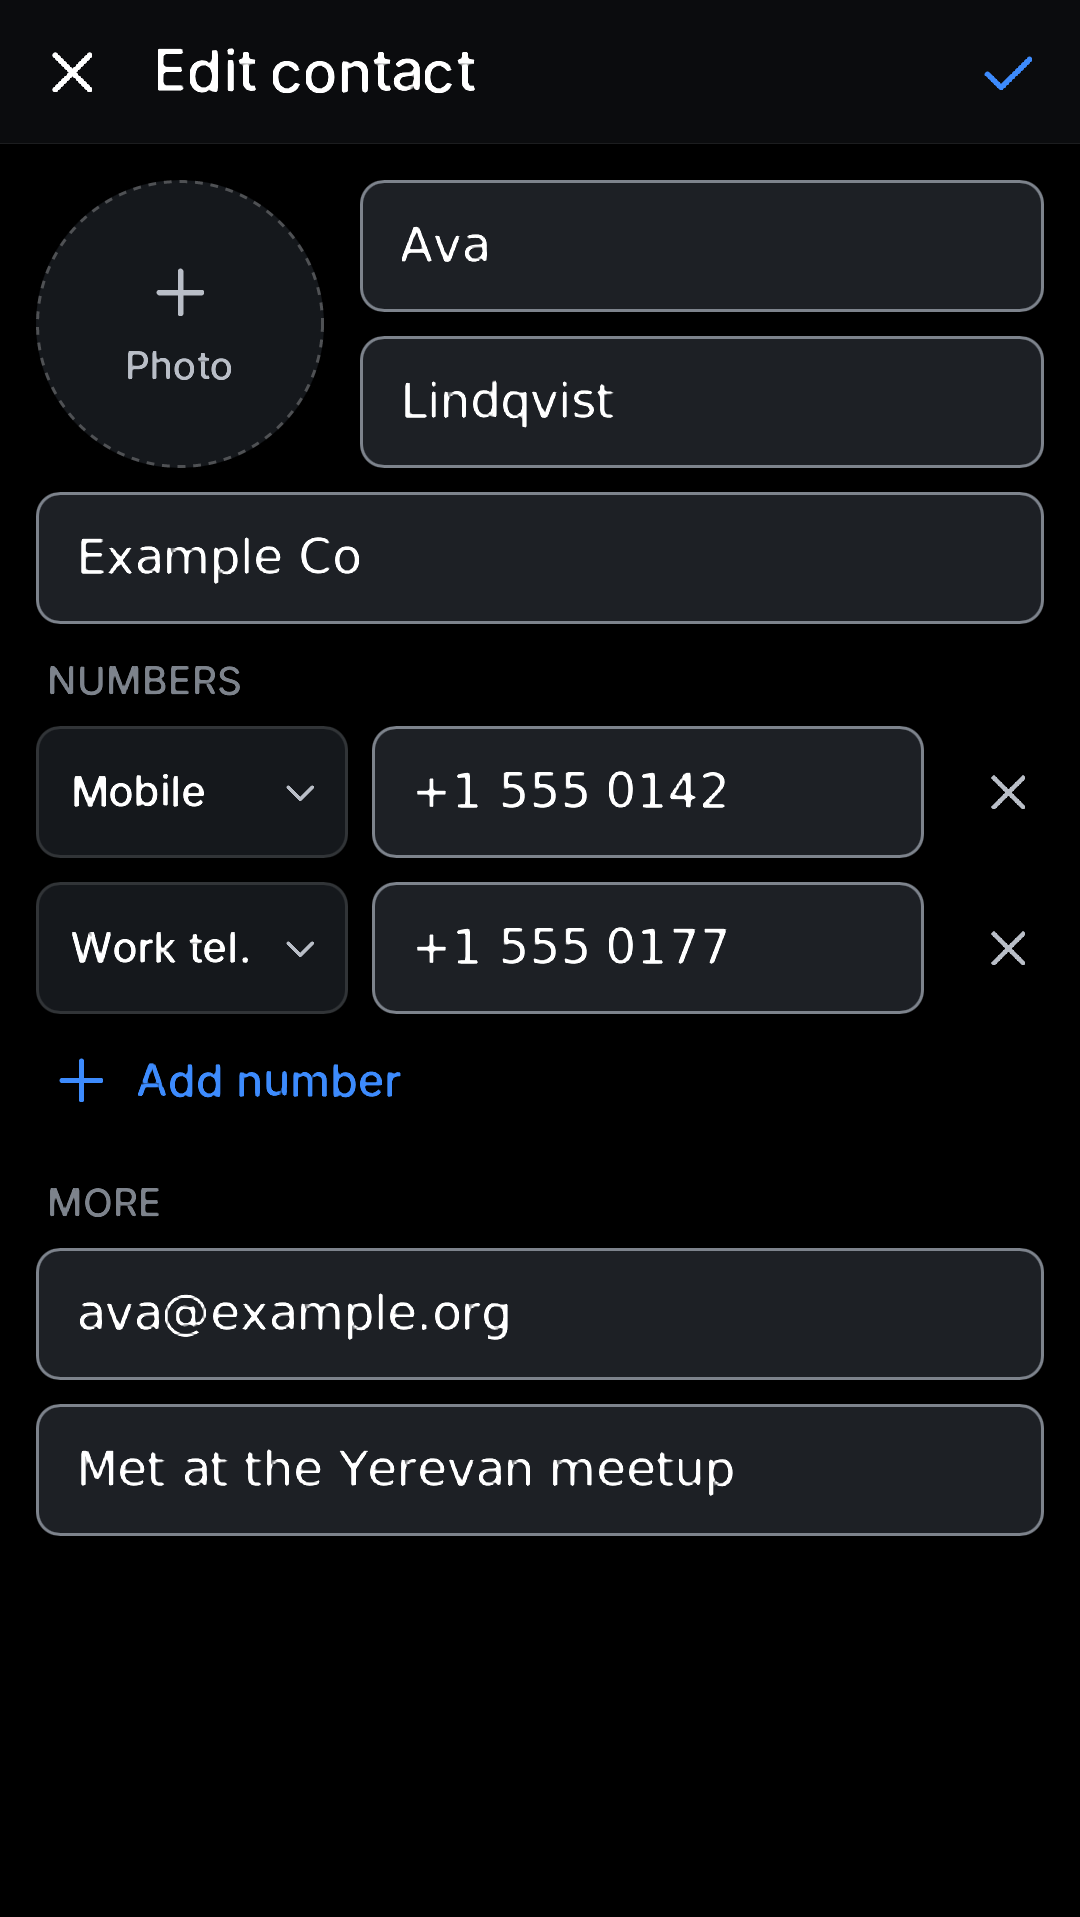 Edit contact
Photo
Ava
Lindqvist
Example Co
NUMBERS
Mobile
+1 555 0142
Work tel.
+1 555 0177
Add number
MORE
ava@example.org
Met at the Yerevan meetup